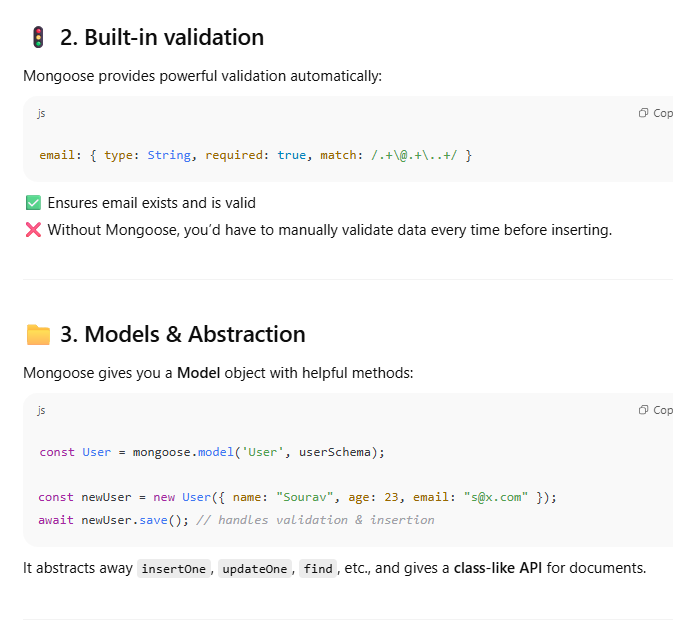 🚦 2. Built-in validation
Mongoose provides powerful validation automatically:
js
Cop
email: { type: String, required: true, match: /.+\@.+\..+/ }
✅ Ensures email exists and is valid
❌ Without Mongoose, you’d have to manually validate data every time before inserting.
📁 3. Models & Abstraction
Mongoose gives you a Model object with helpful methods:
js
Cop
const User = mongoose.model('User', userSchema);
const newUser = new User({ name: "Sourav", age: 23, email: "s@x.com" });
await newUser.save(); // handles validation & insertion
It abstracts away insertOne, updateOne, find, etc., and gives a class-like API for documents.